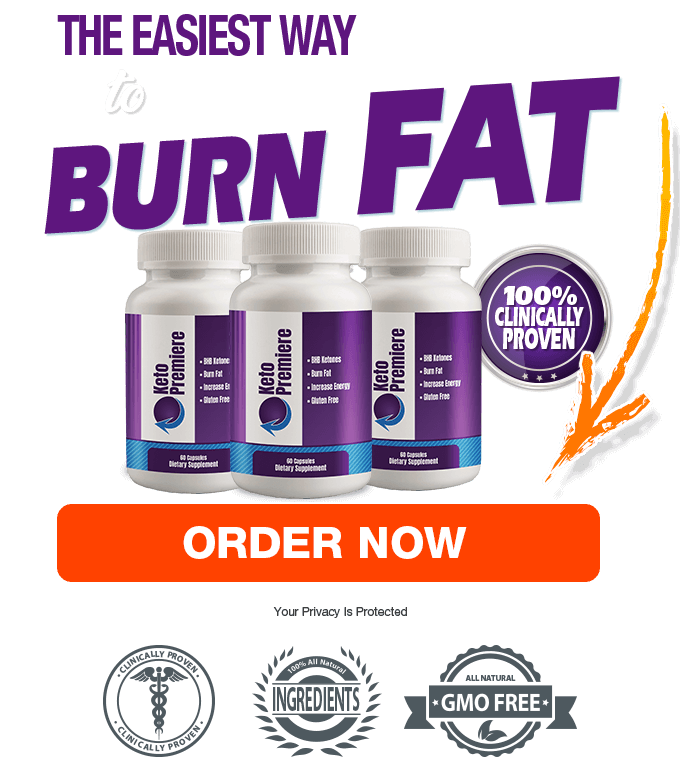 THE EASIEST WAY
to
BURN FAT
Keto
Premiere
• BHB Ketones
• Burn Fat
• Increase En
• Gluten Free
60 Capsules
Dietary Supplement
Keto
Premiere
• BHB Ketones
• Burn Fat
• Increase Energy
• Gluten Free
60 Capsules
Dietary Supplement
Keto
Premiere
• BHB Ketones
• Burn Fat
• Increase Energy
• Gluten Free
60 Capsules
Dietary Supplement
100%
CLINICALLY
PROVEN
ORDER NOW
Your Privacy Is Protected
• CLINICALLY PROVEN •
• CLINICALLY PROVEN •
100% All Natural
INGREDIENTS
ALL NATURAL
• GMO FREE •